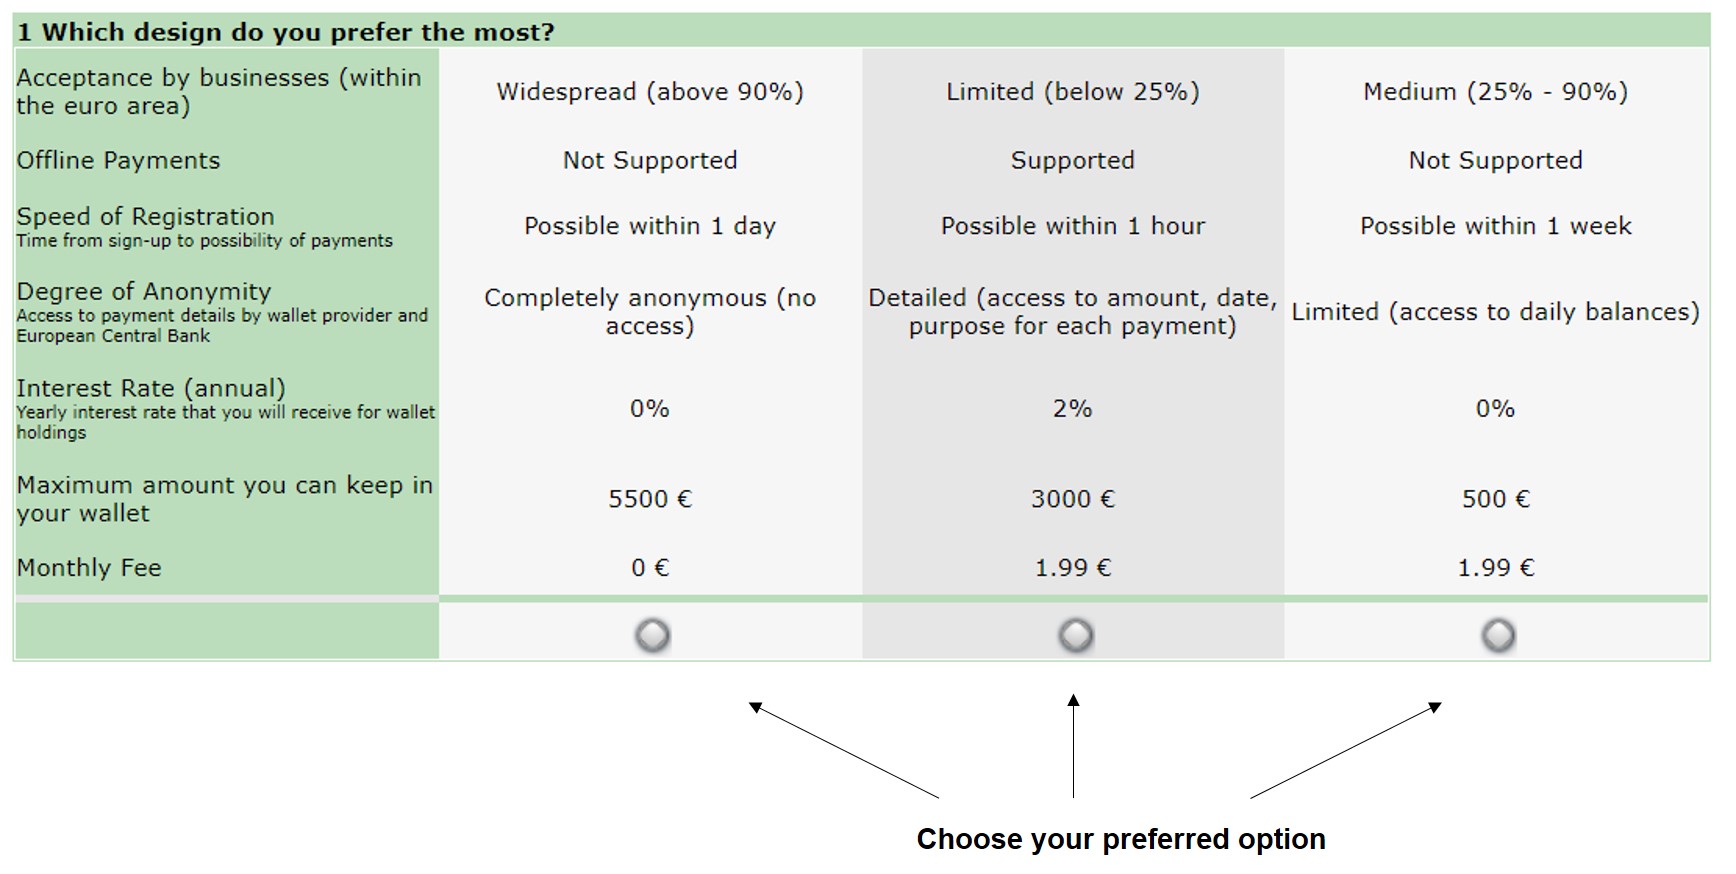 1 Which design do you prefer the most?
Acceptance by businesses (within
the euro area)
Widespread (above 90%)
Limited (below 25%)
Medium (25% - 90%)
Offline Payments
Not Supported
Supported
Not Supported
Speed of Registration
Time from sign-up to possibility of payments
Possible within 1 day
Possible within 1 hour
Possible within 1 week
Degree of Anonymity
Access to payment details by wallet provider and
European Central Bank
Completely anonymous (no
access)
Detailed (access to amount, date,
purpose for each payment)
Limited (access to daily balances)
Interest Rate (annual)
Yearly interest rate that you will receive for wallet
holdings
0%
2%
0%
Maximum amount you can keep in
your wallet
5500 €
3000 €
500 €
Monthly Fee
0 €
1.99 €
1.99 €
Choose your preferred option